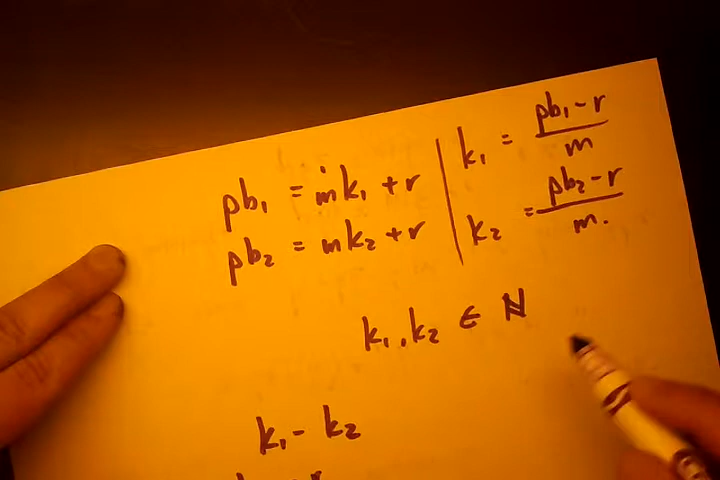 pb₁ = mk₁ + r
pb₂ = mk₂ + r
k₁ = pb₁ - r / m
k₂ = pb₂ - r / m.
k₁, k₂ ∈ ℕ
k₁ - k₂